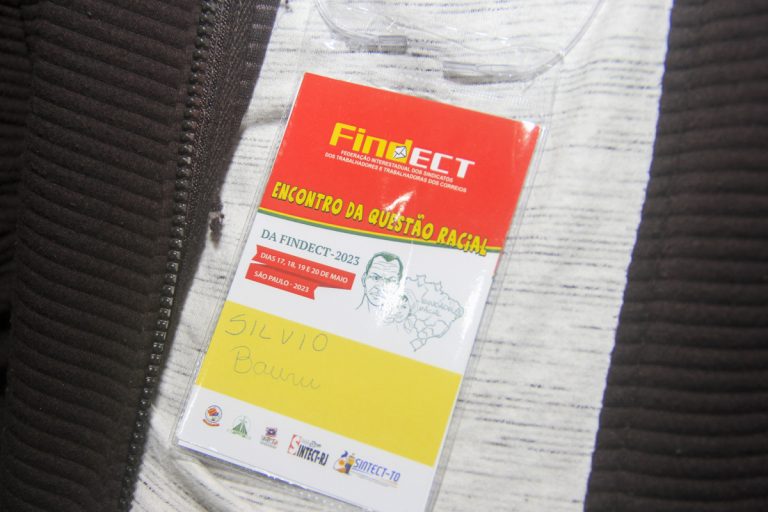 FindECT
FEDERAÇÃO INTERESTADUAL DOS SINDICATOS
DOS TRABALHADORES E TRABALHADORAS DOS CORREIOS
ENCONTRO DA QUESTÃO RACIAL
DA FINDECT-2023
DIAS 17, 18, 19 E 20 DE MAIO
SÃO PAULO - 2023
RACIAL
SILVIO
Bauru
SINTECT-RJ
SINTECT-TO